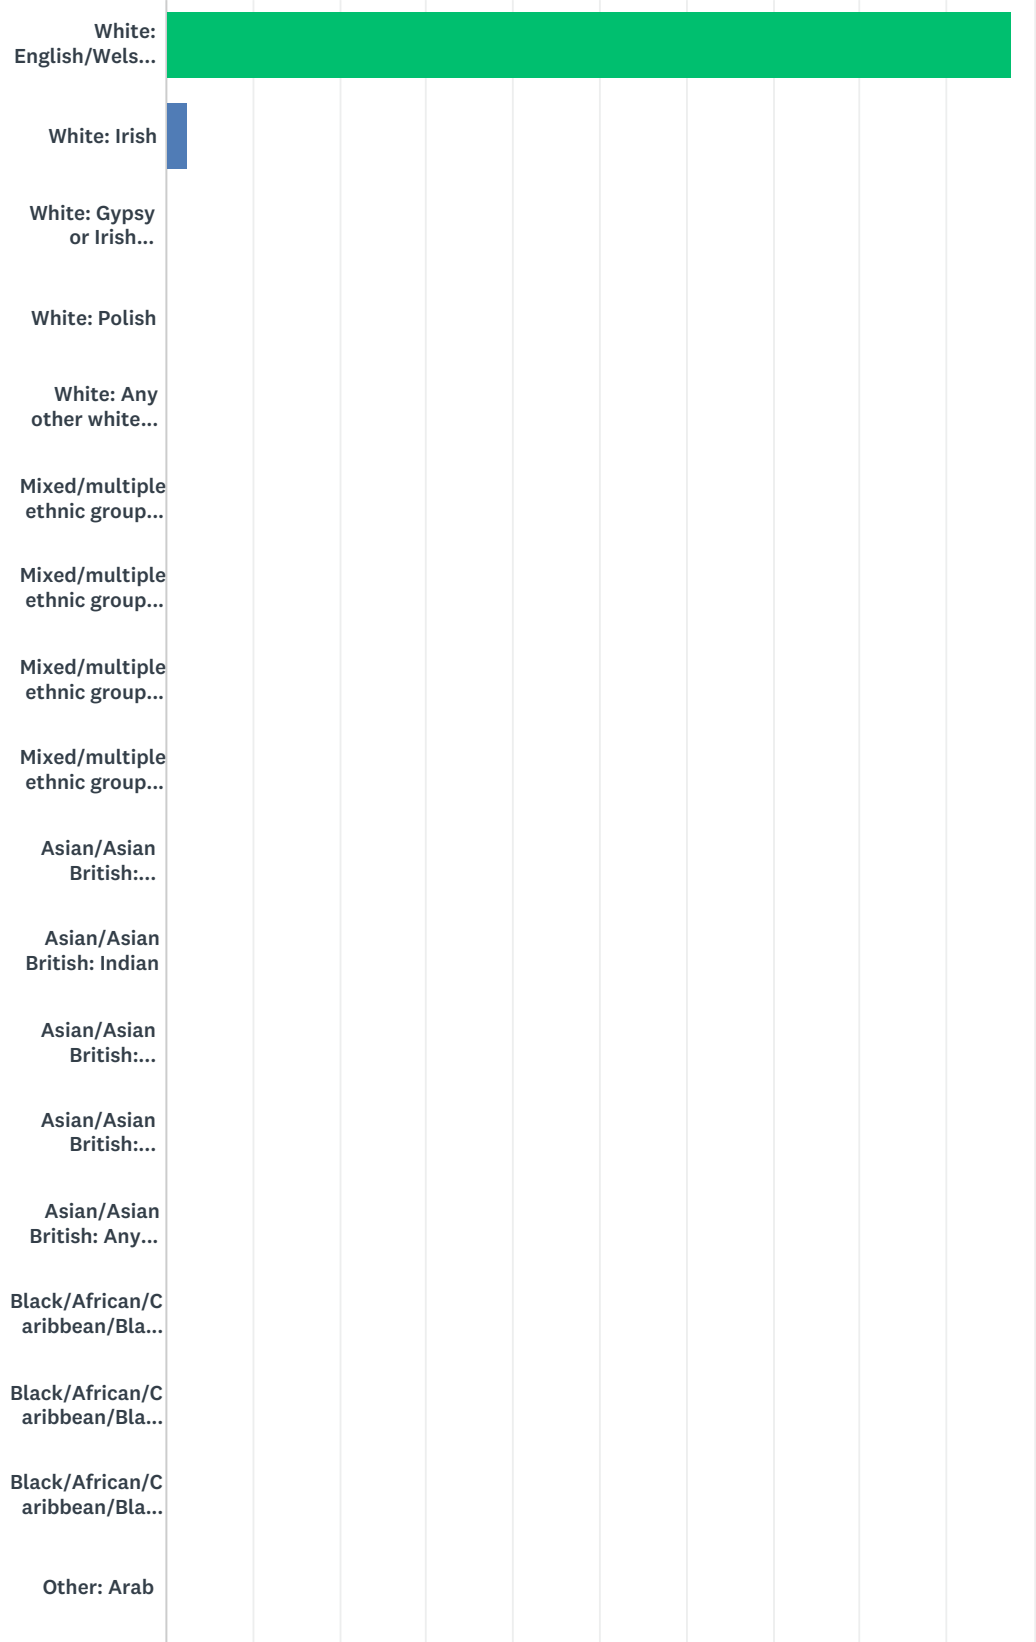 White:
English/Wels...
White: Irish
White: Gypsy
or Irish...
White: Polish
White: Any
other white...
Mixed/multiple
ethnic group...
Mixed/multiple
ethnic group...
Mixed/multiple
ethnic group...
Mixed/multiple
ethnic group...
Asian/Asian
British:...
Asian/Asian
British: Indian
Asian/Asian
British:...
Asian/Asian
British:...
Asian/Asian
British: Any...
Black/African/C
aribbean/Bla...
Black/African/C
aribbean/Bla...
Black/African/C
aribbean/Bla...
Other: Arab